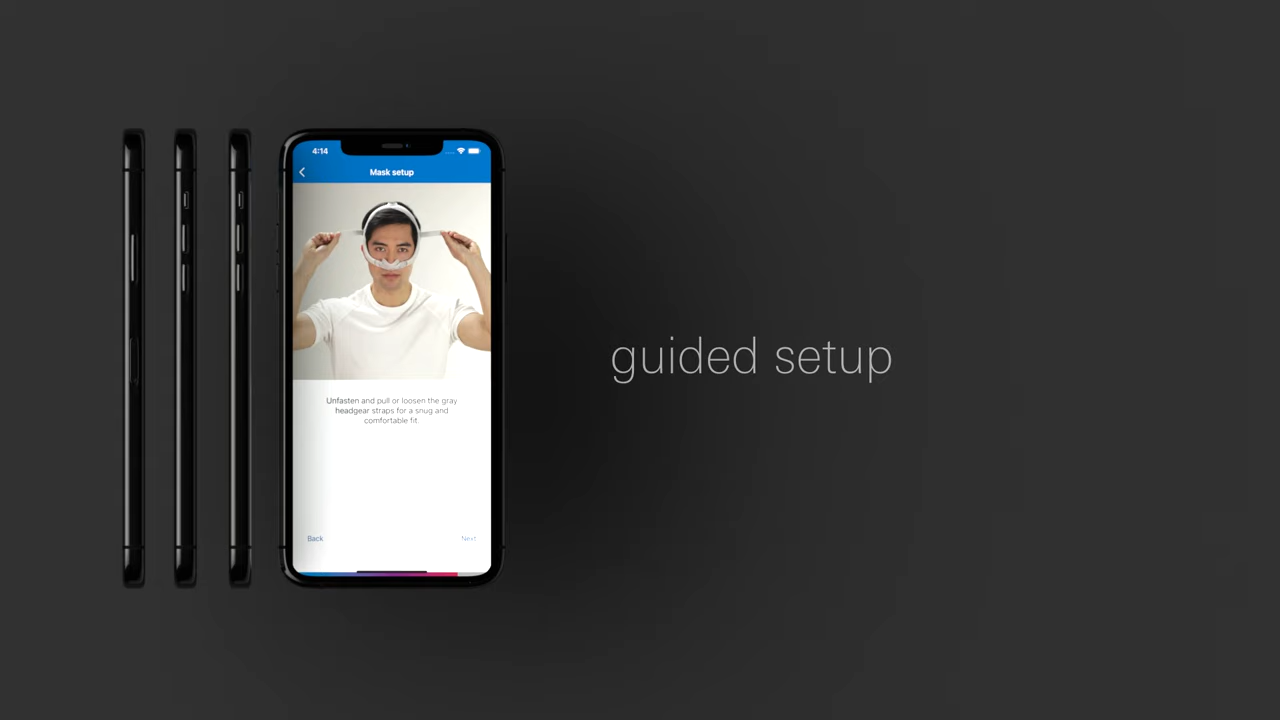 4:14
Mask setup
Unfasten and pull or loosen the gray
headgear straps for a snug and
comfortable fit.
Back
Next
guided setup